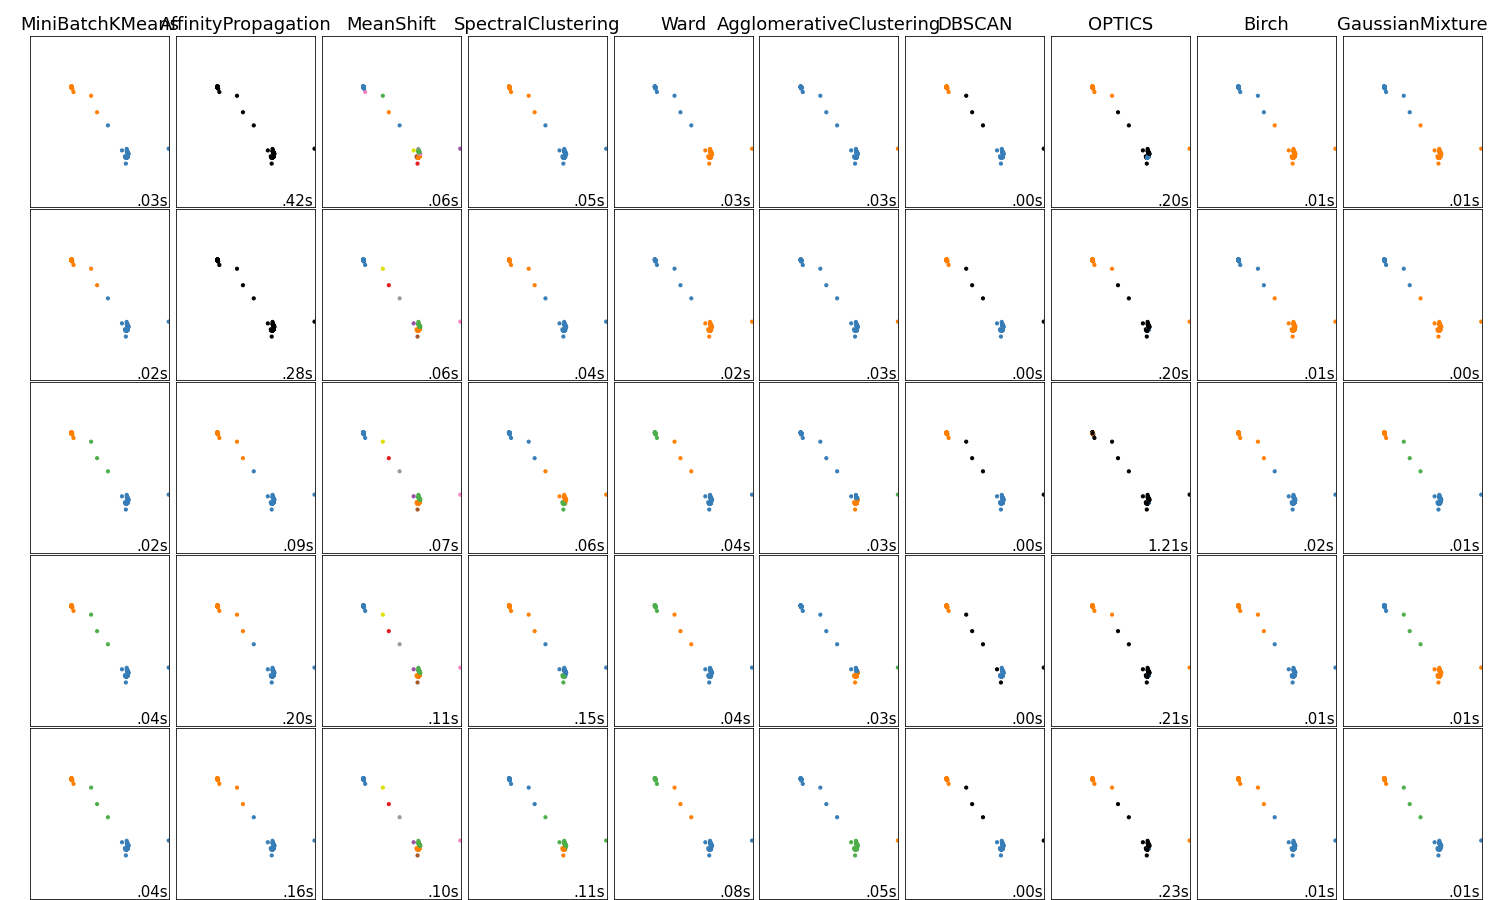 MiniBatchKMeans AffinityPropagation MeanShift SpectralClustering Ward AgglomerativeClustering DBSCAN OPTICS Birch GaussianMixture
.03s .42s .06s .05s .03s .03s .00s .20s .01s .01s
.02s .28s .06s .04s .02s .03s .00s .20s .01s .00s
.02s .09s .07s .06s .04s .03s .00s 1.21s .02s .01s
.04s .20s .11s .15s .04s .03s .00s .21s .01s .01s
.04s .16s .10s .11s .08s .05s .00s .23s .01s .01s